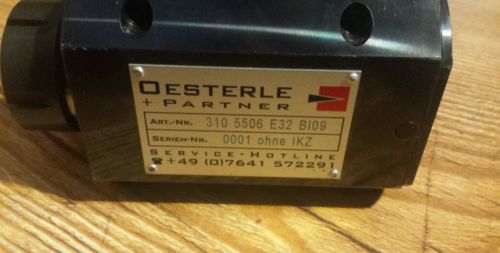 OESTERLE
+ PARTNER
ART.-NR. 310 5506 E32 BI09
SERIEN-NR. 0001 ohne IKZ
SERVICE-HOTLINE
☎+49 (0)7641 572291